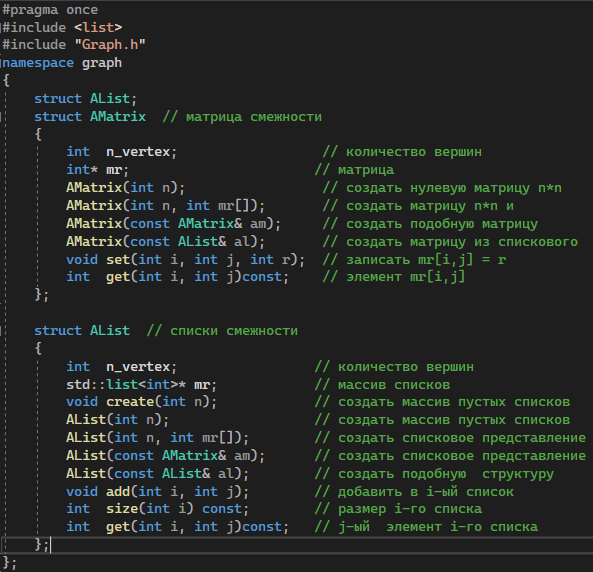 #pragma once
#include <list>
#include "Graph.h"
namespace graph
{
    struct AList;
    struct AMatrix  // матрица смежности
    {
        int  n_vertex;                  // количество вершин
        int* mr;                       // матрица
        AMatrix(int n);                 // создать нулевую матрицу n*n
        AMatrix(int n, int mr[]);       // создать матрицу n*n и
        AMatrix(const AMatrix& am);     // создать подобную матрицу
        AMatrix(const AList& al);       // создать матрицу из спискового
        void set(int i, int j, int r);  // записать mr[i,j] = r
        int  get(int i, int j)const;    // элемент mr[i,j]
    };

    struct AList  // списки смежности
    {
        int  n_vertex;                 // количество вершин
        std::list<int>* mr;            // массив списков
        void create(int n);            // создать массив пустых списков
        AList(int n);                  // создать массив пустых списков
        AList(int n, int mr[]);        // создать списковое представление
        AList(const AMatrix& am);      // создать списковое представление
        AList(const AList& al);        // создать подобную  структуру
        void add(int i, int j);        // добавить в i-ый список
        int  size(int i) const;        // размер i-го списка
        int  get(int i, int j)const;   // j-ый  элемент i-го списка
    };
};